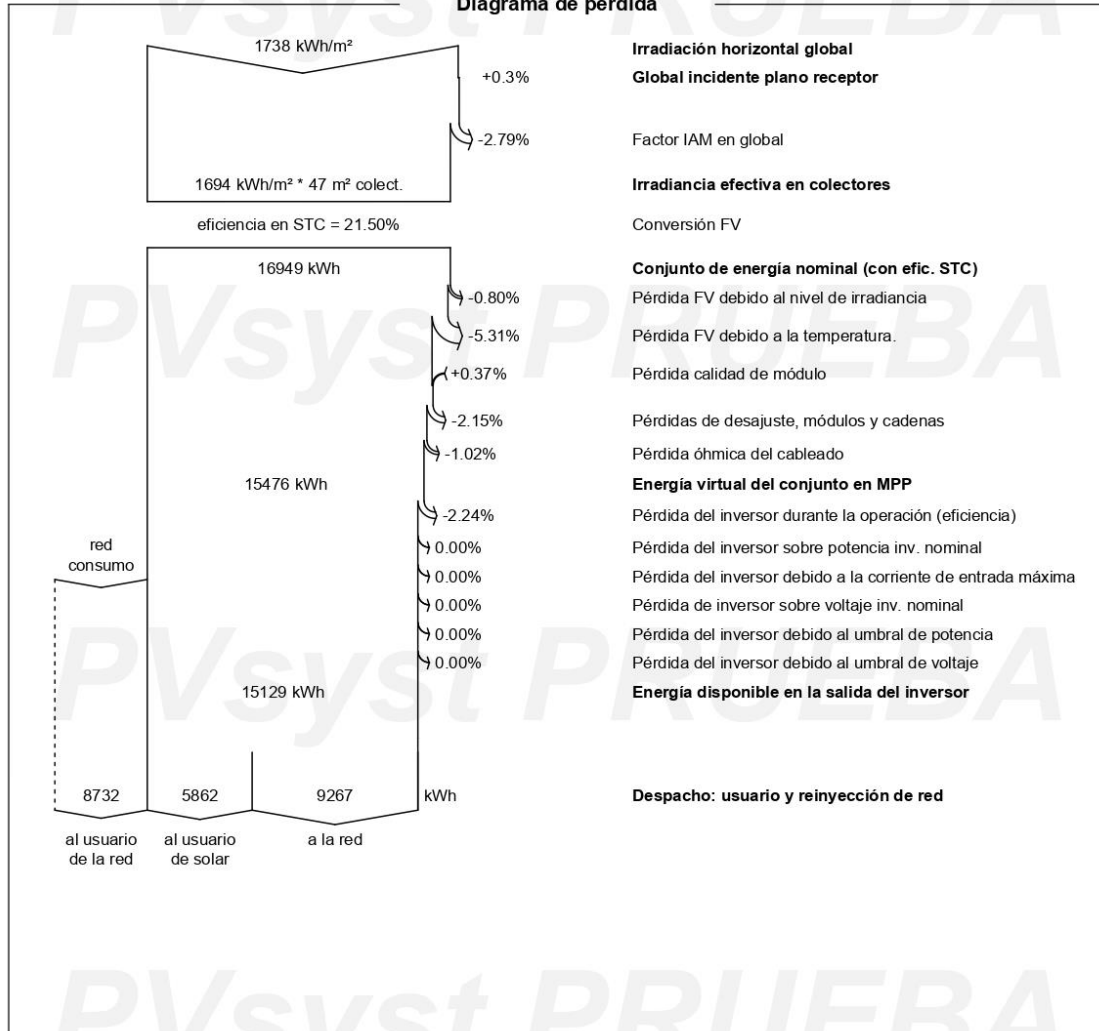 Diagrama de pérdida
1738 kWh/m²
Irradiación horizontal global
+0.3%
Global incidente plano receptor
-2.79%
Factor IAM en global
1694 kWh/m² * 47 m² colect.
Irradiancia efectiva en colectores
eficiencia en STC = 21.50%
Conversión FV
16949 kWh
Conjunto de energía nominal (con efic. STC)
-0.80%
Pérdida FV debido al nivel de irradiancia
-5.31%
Pérdida FV debido a la temperatura.
+0.37%
Pérdida calidad de módulo
-2.15%
Pérdidas de desajuste, módulos y cadenas
-1.02%
Pérdida óhmica del cableado
15476 kWh
Energía virtual del conjunto en MPP
-2.24%
Pérdida del inversor durante la operación (eficiencia)
red
consumo
0.00%
Pérdida del inversor sobre potencia inv. nominal
0.00%
Pérdida del inversor debido a la corriente de entrada máxima
0.00%
Pérdida de inversor sobre voltaje inv. nominal
0.00%
Pérdida del inversor debido al umbral de potencia
0.00%
Pérdida del inversor debido al umbral de voltaje
15129 kWh
Energía disponible en la salida del inversor
8732
5862
9267
kWh
Despacho: usuario y reinyección de red
al usuario
de la red
al usuario
de solar
a la red
PVsyst PRUEBA
PVsyst PRUEBA
PVsyst PRUEBA
PVsyst PRUEBA